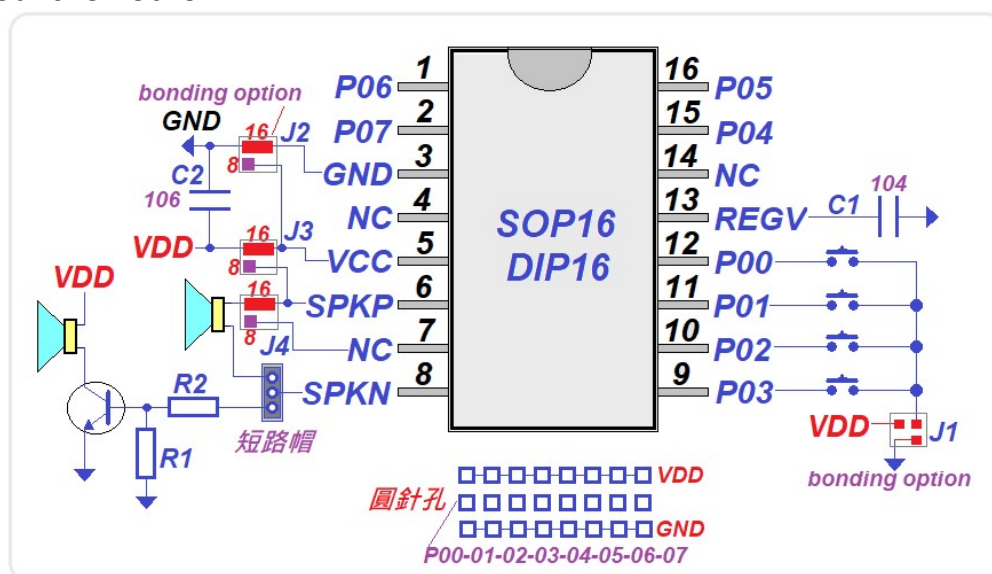 bonding option
GND
J2
16
8
C2
106
VDD
16
J3
8
16
8
J4
VDD
R2
R1
短路帽
1
P06
2
P07
3
GND
4
NC
5
VCC
6
SPKP
7
NC
8
SPKN
SOP16
DIP16
16
P05
15
P04
14
NC
13
REGV
12
P00
11
P01
10
P02
9
P03
C1
104
VDD
J1
bonding option
VDD
圓針孔
GND
P00-01-02-03-04-05-06-07